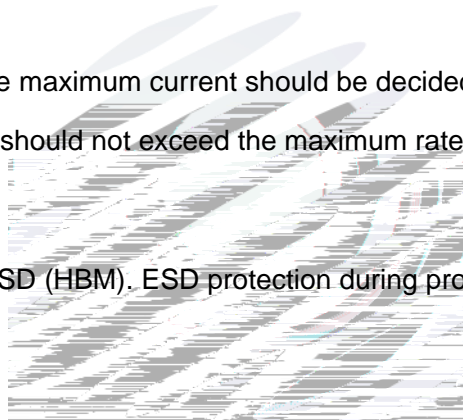 e maximum current should be decided
should not exceed the maximum rate
SD (HBM). ESD protection during pro